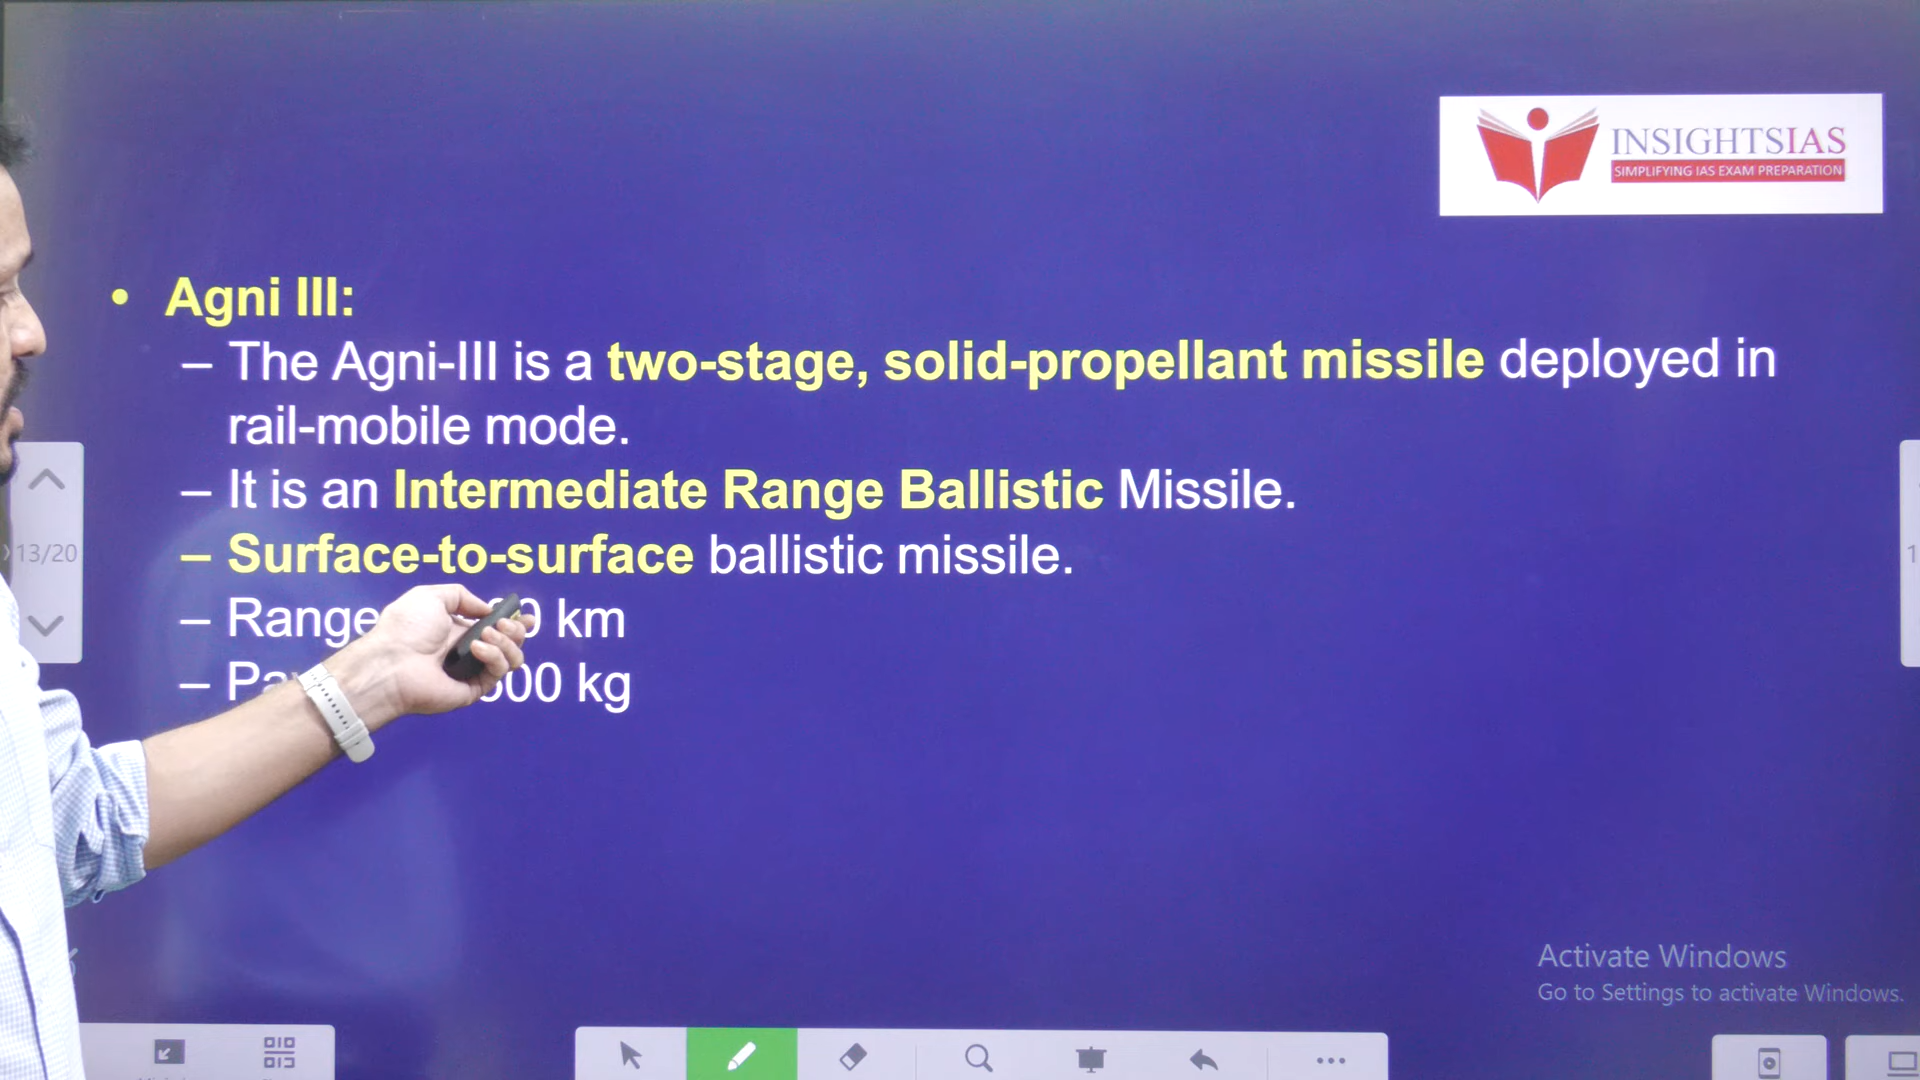 INSIGHTSIAS
SIMPLIFYING IAS EXAM PREPARATION
• Agni III:
– The Agni-III is a two-stage, solid-propellant missile deployed in
rail-mobile mode.
– It is an Intermediate Range Ballistic Missile.
– Surface-to-surface ballistic missile.
– Range km
– kg
13/20
Activate Windows
Go to Settings to activate Windows.